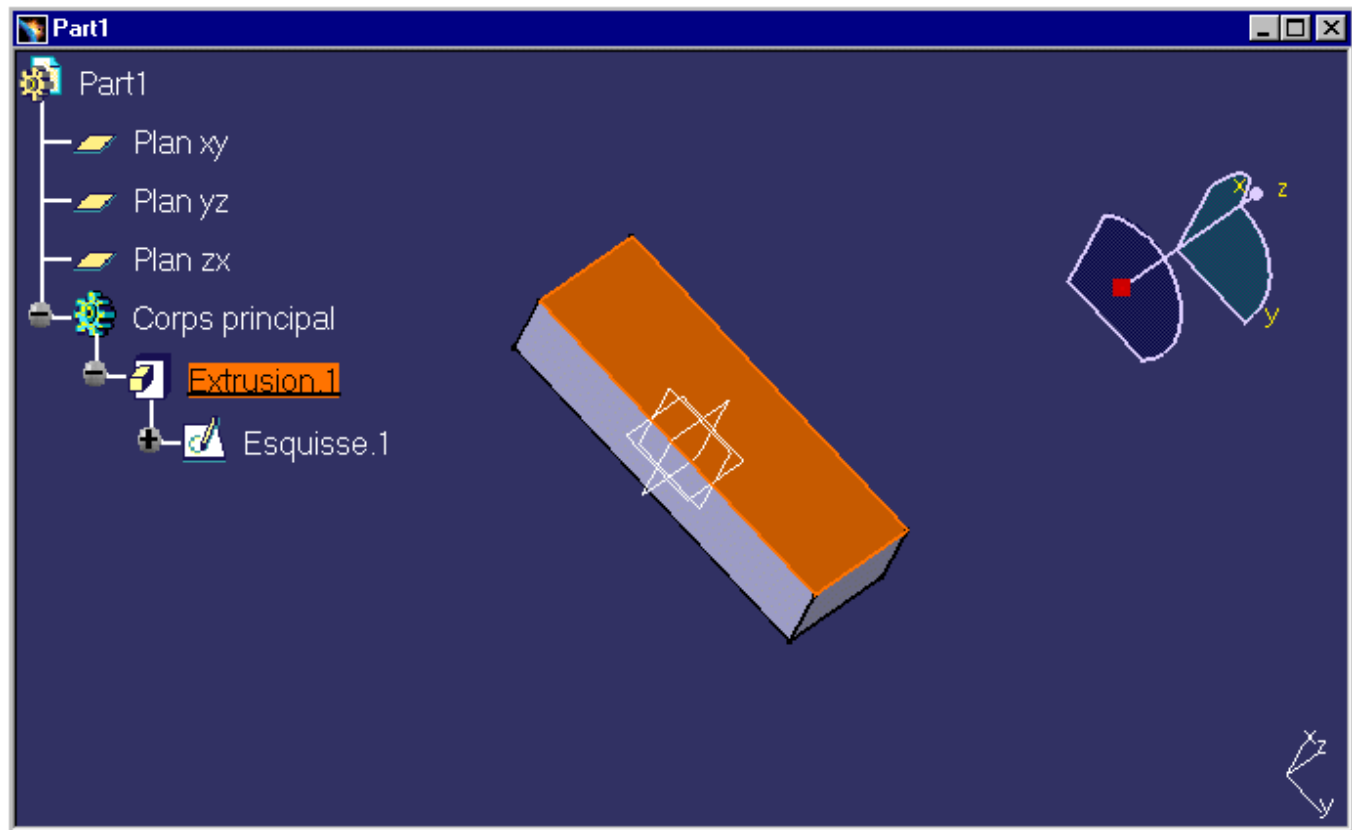 Part1
Part1
Plan xy
Plan yz
Plan zx
Corps principal
Extrusion.1
Esquisse.1
x z
y
x z
y